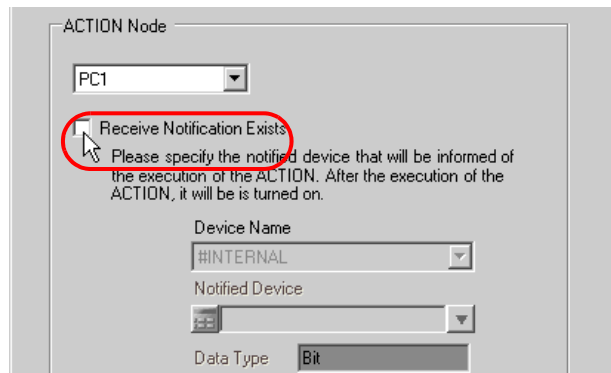 ACTION Node
PC1
Receive Notification Exists
Please specify the notified device that will be informed of
the execution of the ACTION. After the execution of the
ACTION, it will be is turned on.
Device Name
#INTERNAL
Notified Device
Data Type Bit